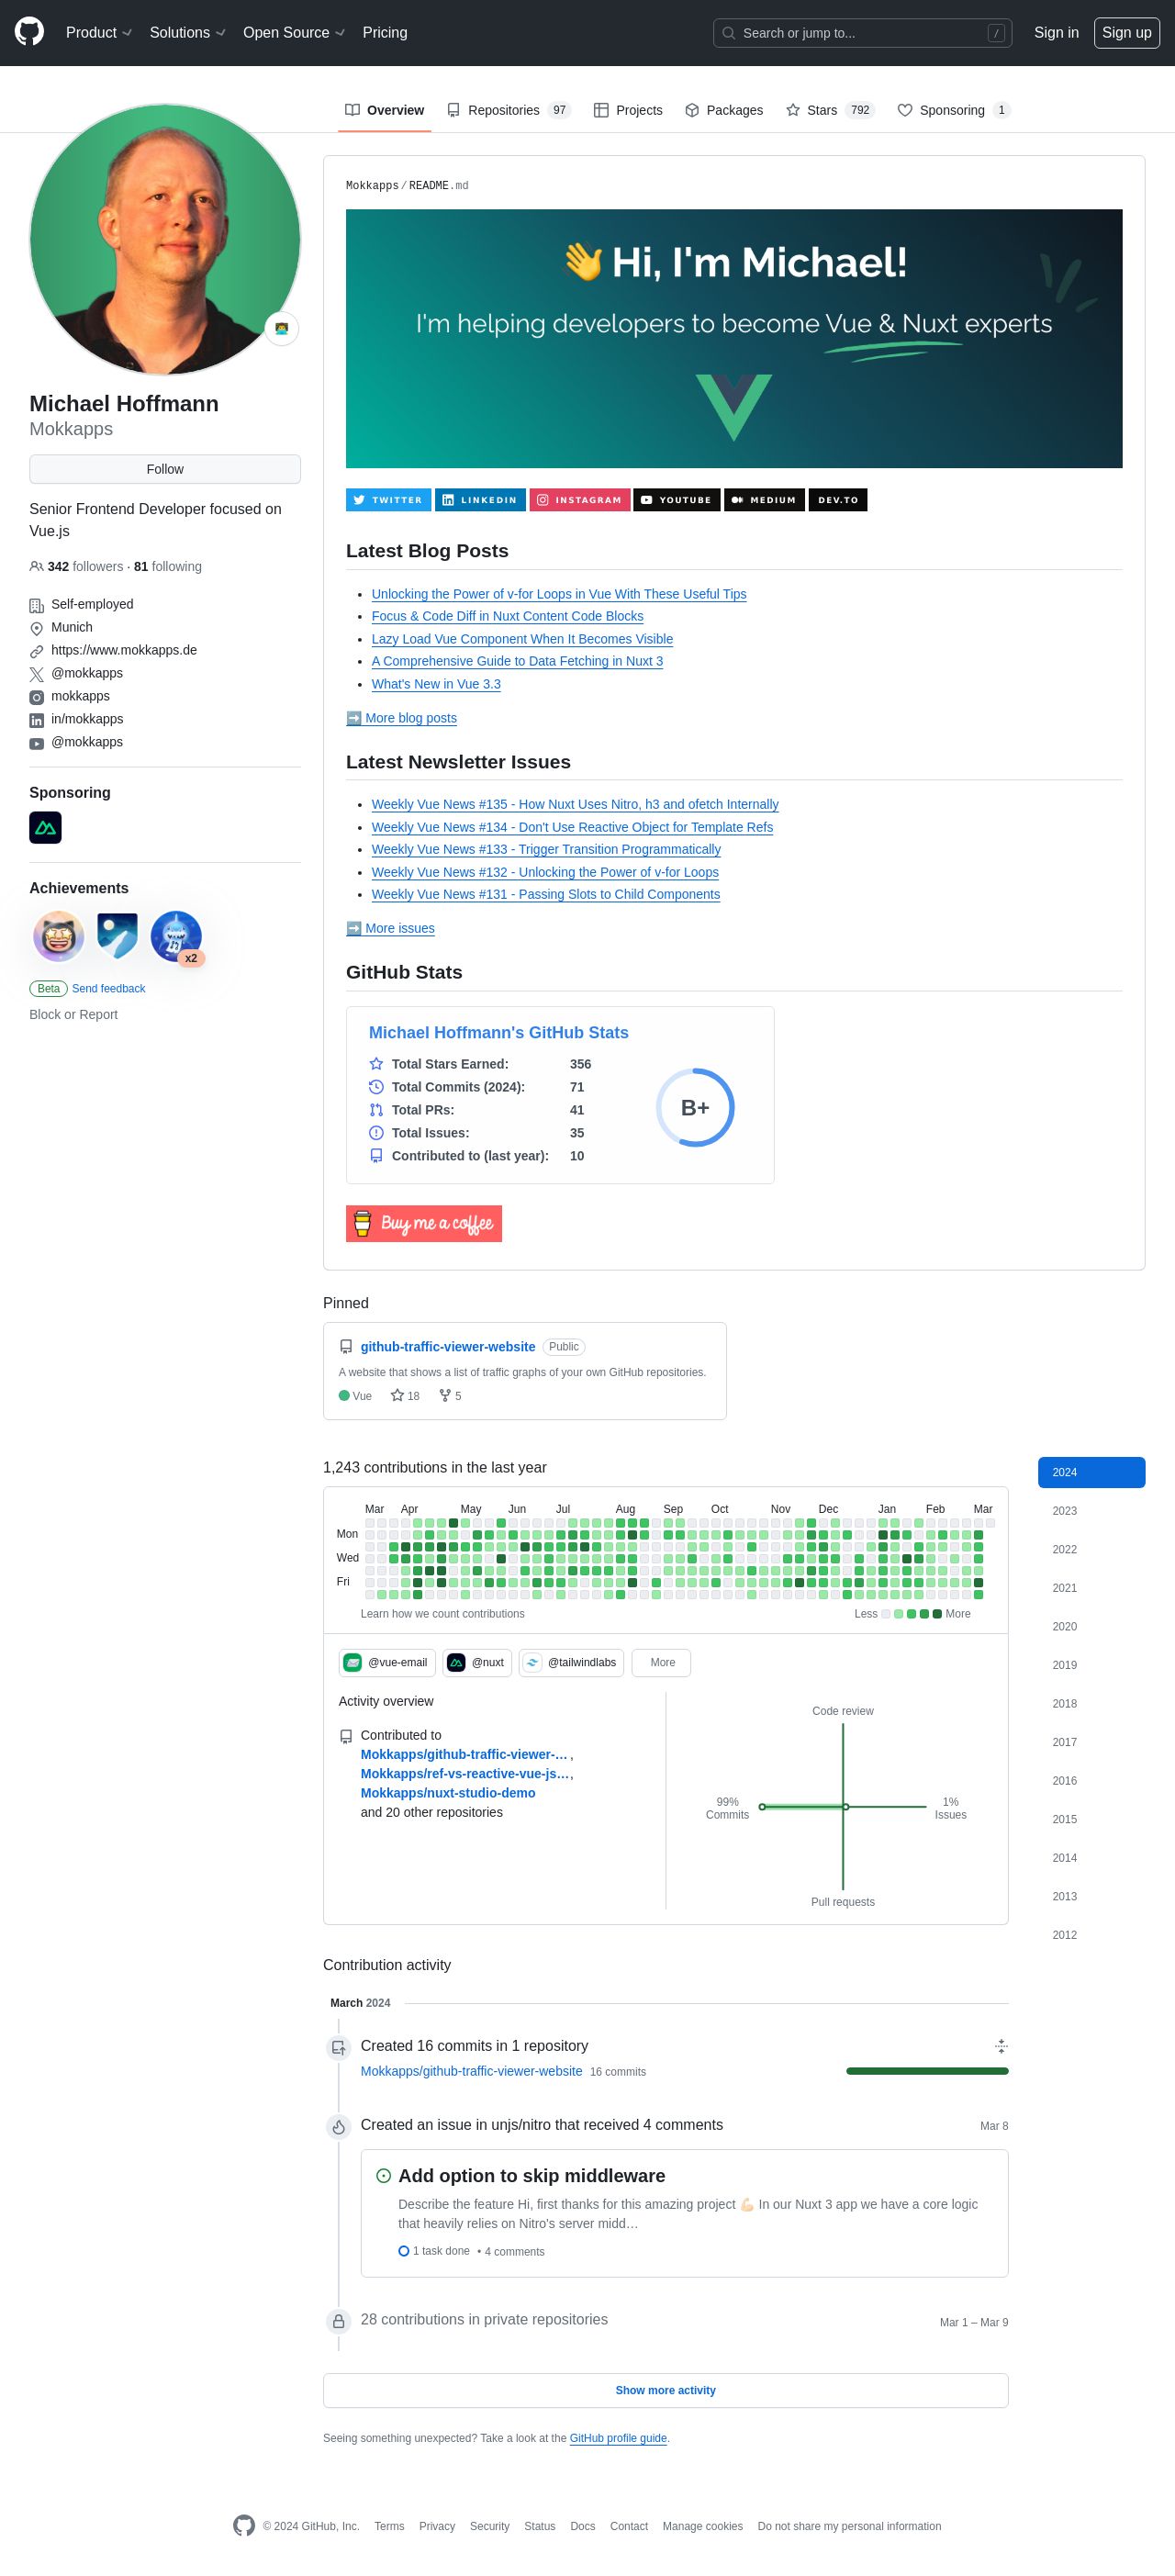 Product
Solutions
Open Source
Pricing
Search or jump to...
/
Sign in
Sign up
Overview
Repositories 97
Projects
Packages
Stars 792
Sponsoring 1
Michael Hoffmann
Mokkapps
Follow
Senior Frontend Developer focused on
Vue.js
342 followers · 81 following
Self-employed
Munich
https://www.mokkapps.de
@mokkapps
mokkapps
in/mokkapps
@mokkapps
Sponsoring
Achievements
x2
Beta Send feedback
Block or Report
Mokkapps/README.md
👋 Hi, I'm Michael!
I'm helping developers to become Vue & Nuxt experts
TWITTER
LINKEDIN
INSTAGRAM
YOUTUBE
MEDIUM
DEV.TO
Latest Blog Posts
Unlocking the Power of v-for Loops in Vue With These Useful Tips
Focus & Code Diff in Nuxt Content Code Blocks
Lazy Load Vue Component When It Becomes Visible
A Comprehensive Guide to Data Fetching in Nuxt 3
What's New in Vue 3.3
➡️ More blog posts
Latest Newsletter Issues
Weekly Vue News #135 - How Nuxt Uses Nitro, h3 and ofetch Internally
Weekly Vue News #134 - Don't Use Reactive Object for Template Refs
Weekly Vue News #133 - Trigger Transition Programmatically
Weekly Vue News #132 - Unlocking the Power of v-for Loops
Weekly Vue News #131 - Passing Slots to Child Components
➡️ More issues
GitHub Stats
Michael Hoffmann's GitHub Stats
Total Stars Earned: 356
Total Commits (2024): 71
Total PRs: 41
Total Issues: 35
Contributed to (last year): 10
B+
Buy me a coffee
Pinned
github-traffic-viewer-website Public
A website that shows a list of traffic graphs of your own GitHub repositories.
Vue 18 5
1,243 contributions in the last year
Mar Apr May Jun Jul Aug Sep Oct Nov Dec Jan Feb Mar
Mon
Wed
Fri
Learn how we count contributions
Less
More
@vue-email
@nuxt
@tailwindlabs
More
Activity overview
Contributed to
Mokkapps/github-traffic-viewer-… ,
Mokkapps/ref-vs-reactive-vue-js… ,
Mokkapps/nuxt-studio-demo
and 20 other repositories
Code review
99%
Commits
1%
Issues
Pull requests
2024
2023
2022
2021
2020
2019
2018
2017
2016
2015
2014
2013
2012
Contribution activity
March 2024
Created 16 commits in 1 repository
Mokkapps/github-traffic-viewer-website 16 commits
Created an issue in unjs/nitro that received 4 comments
Mar 8
Add option to skip middleware
Describe the feature Hi, first thanks for this amazing project 💪🏻 In our Nuxt 3 app we have a core logic
that heavily relies on Nitro's server midd…
1 task done • 4 comments
28 contributions in private repositories
Mar 1 – Mar 9
Show more activity
Seeing something unexpected? Take a look at the GitHub profile guide.
© 2024 GitHub, Inc.
Terms
Privacy
Security
Status
Docs
Contact
Manage cookies
Do not share my personal information